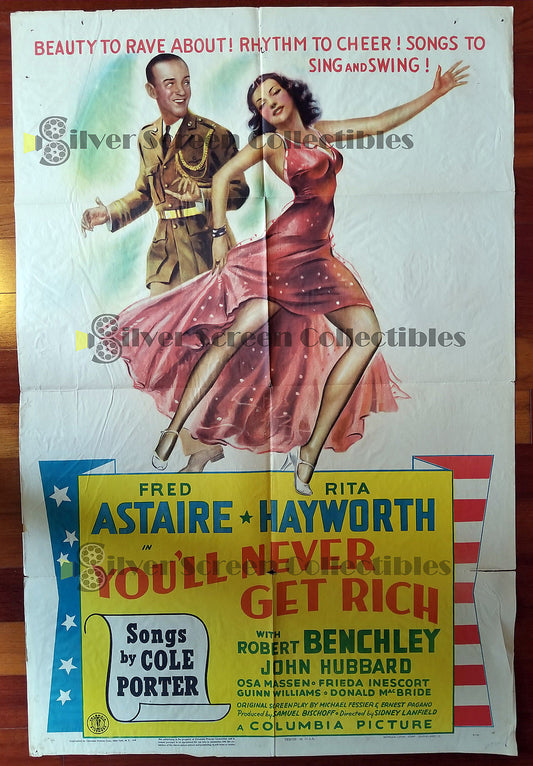 BEAUTY TO RAVE ABOUT! RHYTHM TO CHEER! SONGS TO
SING AND SWING!
Silver Screen Collectibles
Silver Screen Collectibles
FRED
ASTAIRE
RITA
HAYWORTH
IN
YOU'LL NEVER
GET RICH
Silver Screen Collectibles
Songs
by COLE
PORTER
WITH
ROBERT BENCHLEY
JOHN HUBBARD
OSA MASSEN • FRIEDA INESCORT
GUINN WILLIAMS • DONALD MacBRIDE
ORIGINAL SCREEN PLAY BY MICHAEL FESSIER & ERNEST PAGANO
Produced by SAMUEL BISCHOFF • Directed by SIDNEY LANFIELD
A COLUMBIA PICTURE